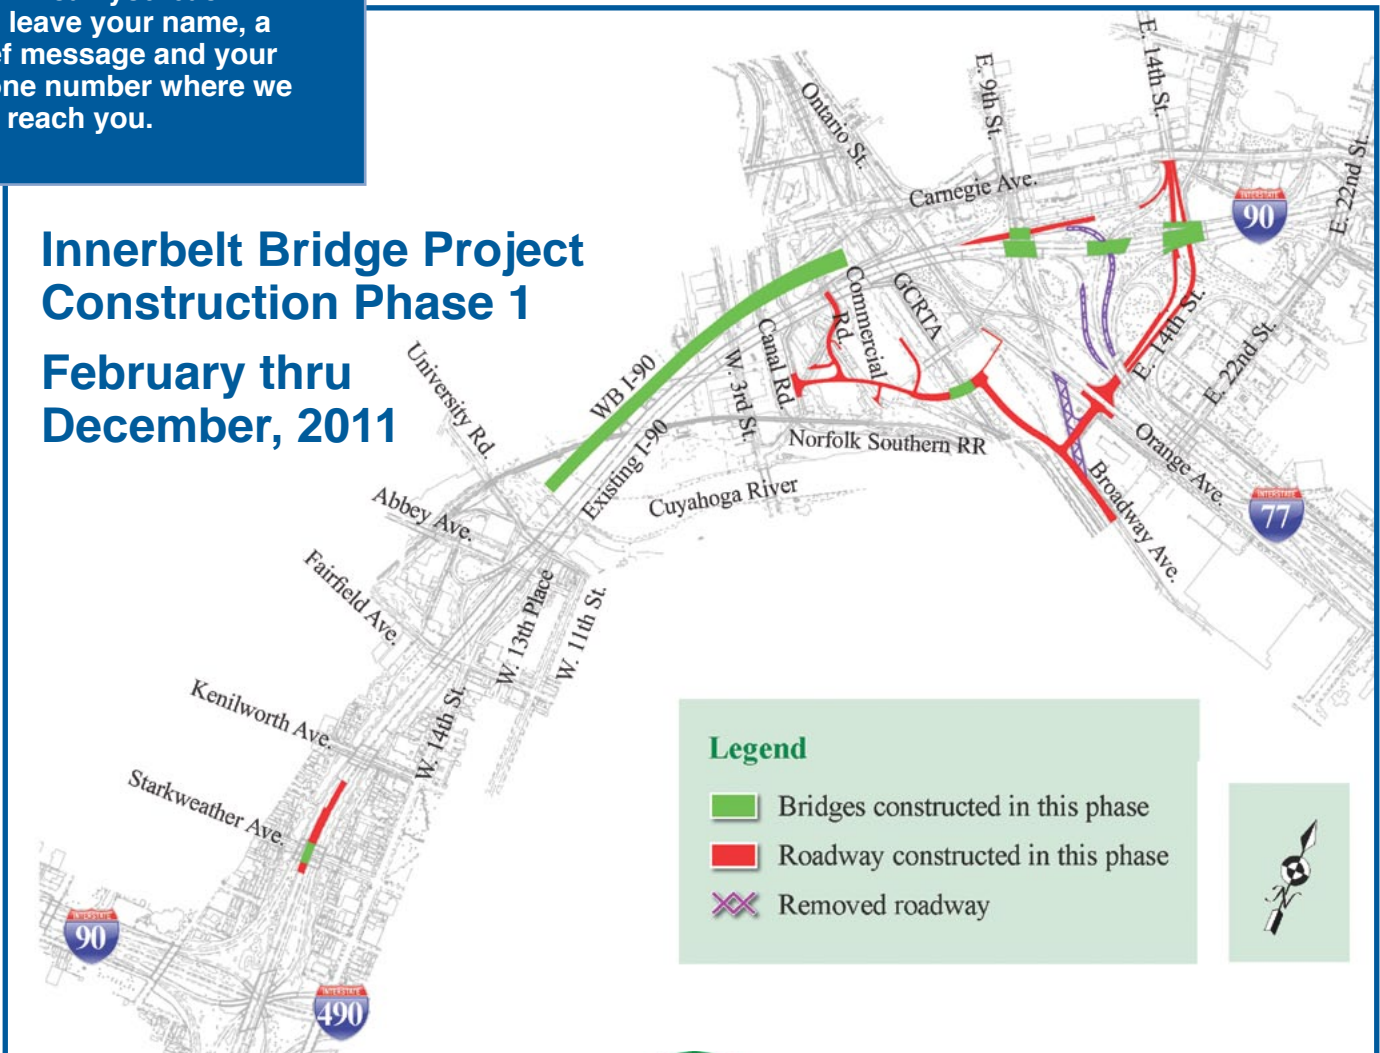 leave your name, a
message and your
number where we
reach you.
Innerbelt Bridge Project
Construction Phase 1
February thru
December, 2011
Ontario St.
E. 9th St.
E. 14th St.
E. 22nd St.
Carnegie Ave.
INTERSTATE
90
Commercial
Rd.
GCRTA
Canal Rd.
W. 3rd St.
WB I-90
Existing I-90
University Rd.
Norfolk Southern RR
Cuyahoga River
E. 14th St.
E. 22nd St.
Orange Ave.
Broadway Ave.
INTERSTATE
77
Abbey Ave.
Fairfield Ave.
W. 13th Place
W. 11th St.
Kenilworth Ave.
W. 14th St.
Starkweather Ave.
INTERSTATE
90
INTERSTATE
490
Legend
Bridges constructed in this phase
Roadway constructed in this phase
Removed roadway
N